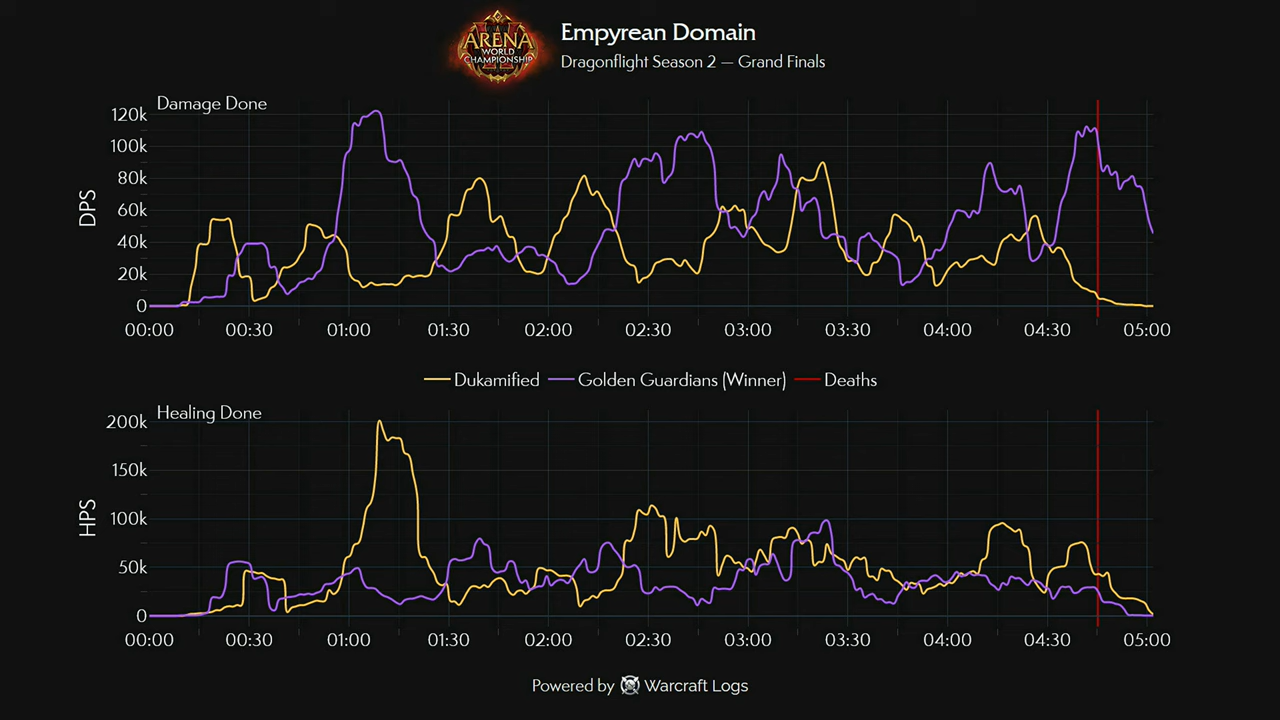 ARENA
WORLD
CHAMPIONSHIP
Empyrean Domain
Dragonflight Season 2 — Grand Finals
Damage Done
DPS
120k
100k
80k
60k
40k
20k
0
00:00 00:30 01:00 01:30 02:00 02:30 03:00 03:30 04:00 04:30 05:00
Dukamified Golden Guardians (Winner) Deaths
Healing Done
HPS
200k
150k
100k
50k
0
00:00 00:30 01:00 01:30 02:00 02:30 03:00 03:30 04:00 04:30 05:00
Powered by Warcraft Logs